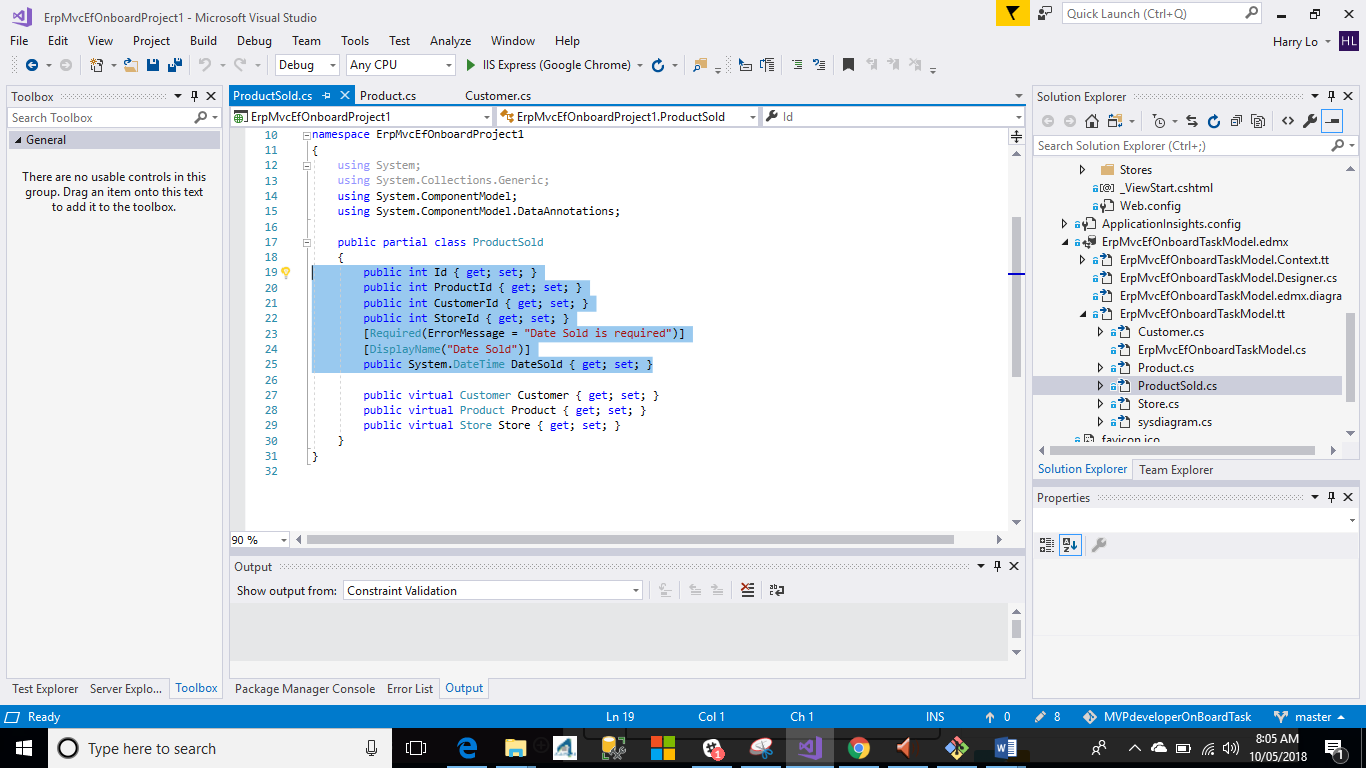 ErpMvcEfOnboardProject1 - Microsoft Visual Studio
Quick Launch (Ctrl+Q)
File Edit View Project Build Debug Team Tools Test Analyze Window Help
Harry Lo HL
Debug Any CPU IIS Express (Google Chrome)
Toolbox
Search Toolbox
General
There are no usable controls in this
group. Drag an item onto this text
to add it to the toolbox.
Test Explorer Server Explo... Toolbox
ProductSold.cs Product.cs Customer.cs
ErpMvcEfOnboardProject1 ErpMvcEfOnboardProject1.ProductSold Id
10 namespace ErpMvcEfOnboardProject1
11 {
12 using System;
13 using System.Collections.Generic;
14 using System.ComponentModel;
15 using System.ComponentModel.DataAnnotations;
16
17 public partial class ProductSold
18 {
19 public int Id { get; set; }
20 public int ProductId { get; set; }
21 public int CustomerId { get; set; }
22 public int StoreId { get; set; }
23 [Required(ErrorMessage = "Date Sold is required")]
24 [DisplayName("Date Sold")]
25 public System.DateTime DateSold { get; set; }
26
27 public virtual Customer Customer { get; set; }
28 public virtual Product Product { get; set; }
29 public virtual Store Store { get; set; }
30 }
31 }
32
90 %
Output
Show output from: Constraint Validation
Package Manager Console Error List Output
Solution Explorer
Search Solution Explorer (Ctrl+;)
Stores
_ViewStart.cshtml
Web.config
ApplicationInsights.config
ErpMvcEfOnboardTaskModel.edmx
ErpMvcEfOnboardTaskModel.Context.tt
ErpMvcEfOnboardTaskModel.Designer.cs
ErpMvcEfOnboardTaskModel.edmx.diagra
ErpMvcEfOnboardTaskModel.tt
Customer.cs
ErpMvcEfOnboardTaskModel.cs
Product.cs
ProductSold.cs
Store.cs
sysdiagram.cs
favicon.ico
Solution Explorer Team Explorer
Properties
Ready Ln 19 Col 1 Ch 1 INS 0 8 MVPdeveloperOnBoardTask master
Type here to search
8:05 AM
10/05/2018
1